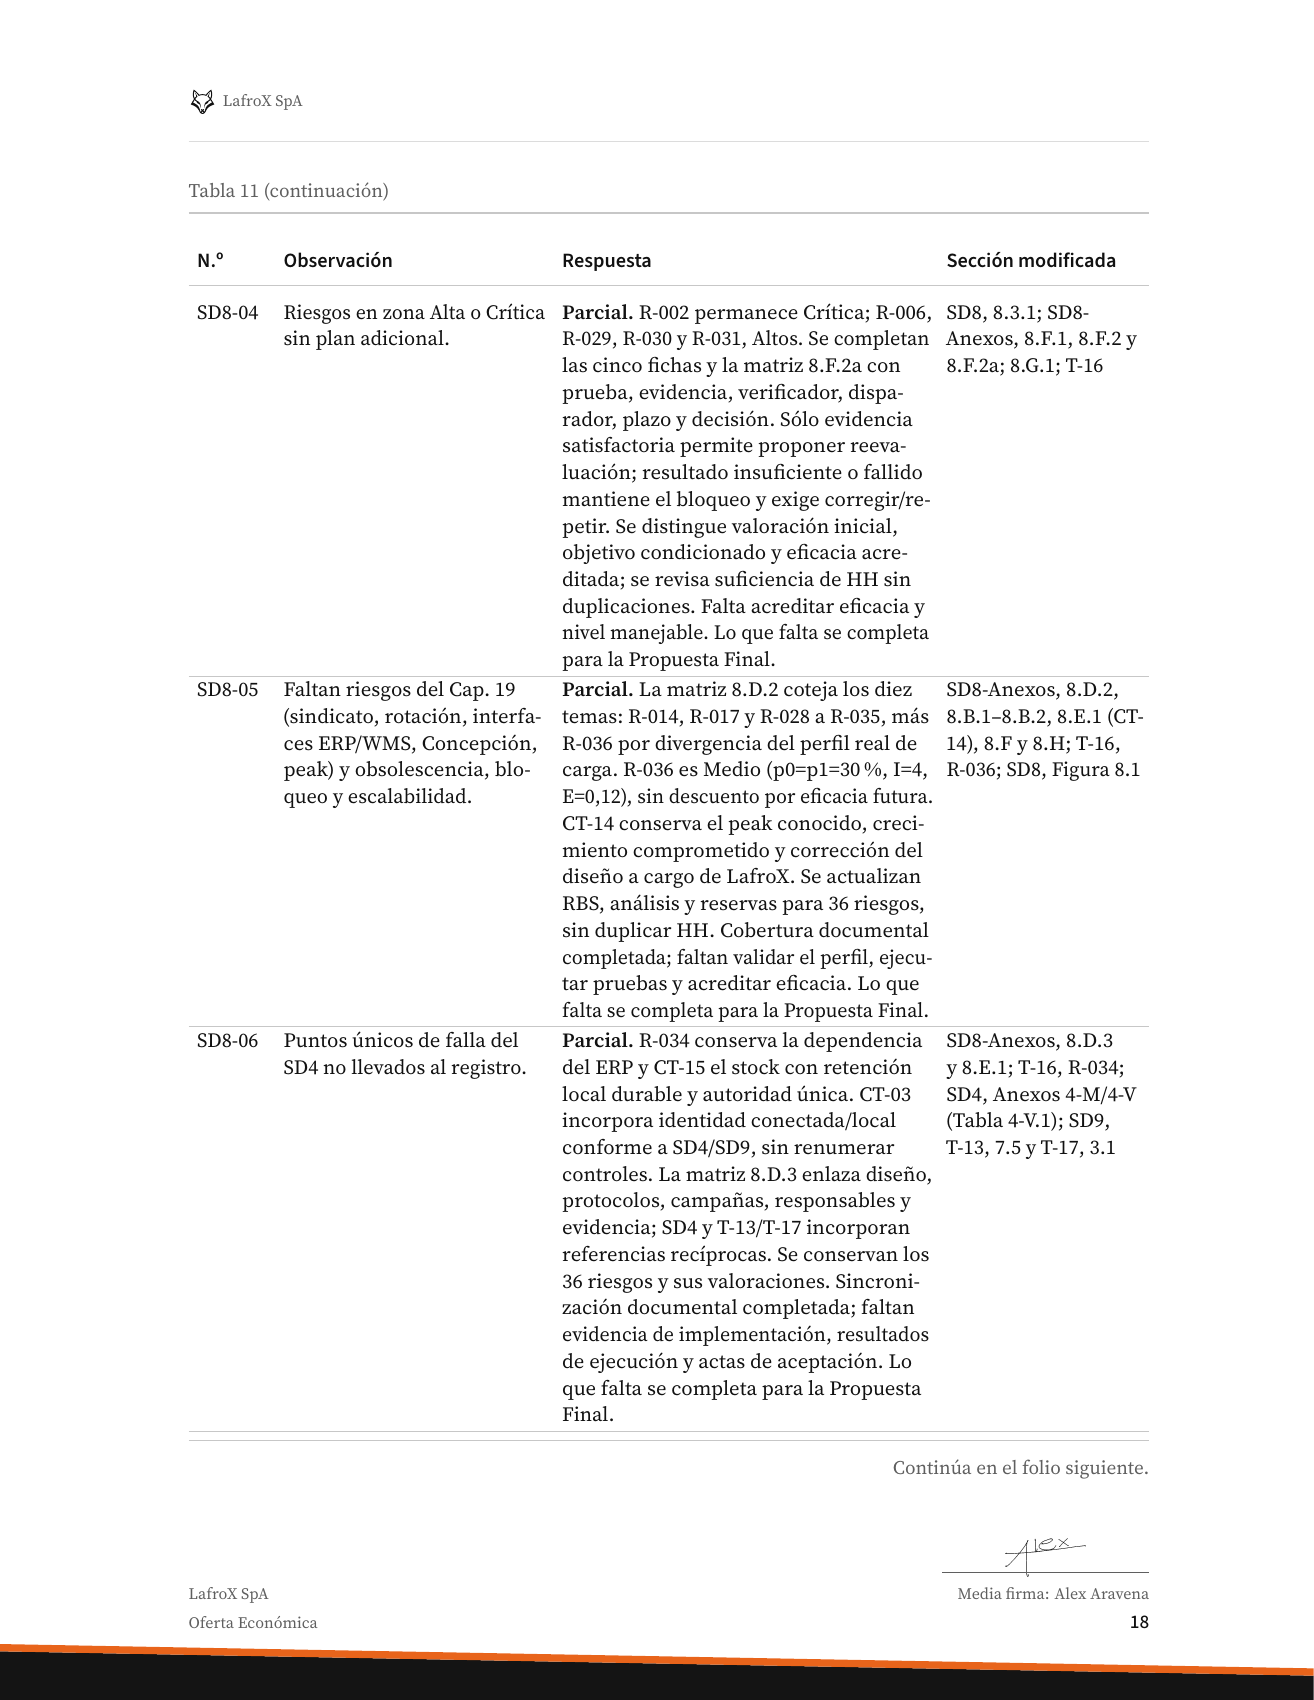 LafroX SpA
Tabla 11 (continuación)
N.º Observación Respuesta Sección modificada
SD8-04 Riesgos en zona Alta o Crítica Parcial. R-002 permanece Crítica; R-006, SD8, 8.3.1; SD8-
sin plan adicional. R-029, R-030 y R-031, Altos. Se completan Anexos, 8.F.1, 8.F.2 y
las cinco fichas y la matriz 8.F.2a con 8.F.2a; 8.G.1; T-16
prueba, evidencia, verificador, dispa-
rador, plazo y decisión. Sólo evidencia
satisfactoria permite proponer reeva-
luación; resultado insuficiente o fallido
mantiene el bloqueo y exige corregir/re-
petir. Se distingue valoración inicial,
objetivo condicionado y eficacia acre-
ditada; se revisa suficiencia de HH sin
duplicaciones. Falta acreditar eficacia y
nivel manejable. Lo que falta se completa
para la Propuesta Final.
SD8-05 Faltan riesgos del Cap. 19 Parcial. La matriz 8.D.2 coteja los diez SD8-Anexos, 8.D.2,
(sindicato, rotación, interfa- temas: R-014, R-017 y R-028 a R-035, más 8.B.1–8.B.2, 8.E.1 (CT-
ces ERP/WMS, Concepción, R-036 por divergencia del perfil real de 14), 8.F y 8.H; T-16,
peak) y obsolescencia, blo- carga. R-036 es Medio (p0=p1=30 %, I=4, R-036; SD8, Figura 8.1
queo y escalabilidad. E=0,12), sin descuento por eficacia futura.
CT-14 conserva el peak conocido, creci-
miento comprometido y corrección del
diseño a cargo de LafroX. Se actualizan
RBS, análisis y reservas para 36 riesgos,
sin duplicar HH. Cobertura documental
completada; faltan validar el perfil, ejecu-
tar pruebas y acreditar eficacia. Lo que
falta se completa para la Propuesta Final.
SD8-06 Puntos únicos de falla del Parcial. R-034 conserva la dependencia SD8-Anexos, 8.D.3
SD4 no llevados al registro. del ERP y CT-15 el stock con retención y 8.E.1; T-16, R-034;
local durable y autoridad única. CT-03 SD4, Anexos 4-M/4-V
incorpora identidad conectada/local (Tabla 4-V.1); SD9,
conforme a SD4/SD9, sin renumerar T-13, 7.5 y T-17, 3.1
controles. La matriz 8.D.3 enlaza diseño,
protocolos, campañas, responsables y
evidencia; SD4 y T-13/T-17 incorporan
referencias recíprocas. Se conservan los
36 riesgos y sus valoraciones. Sincroni-
zación documental completada; faltan
evidencia de implementación, resultados
de ejecución y actas de aceptación. Lo
que falta se completa para la Propuesta
Final.
Continúa en el folio siguiente.
Alex
LafroX SpA Media firma: Alex Aravena
Oferta Económica 18